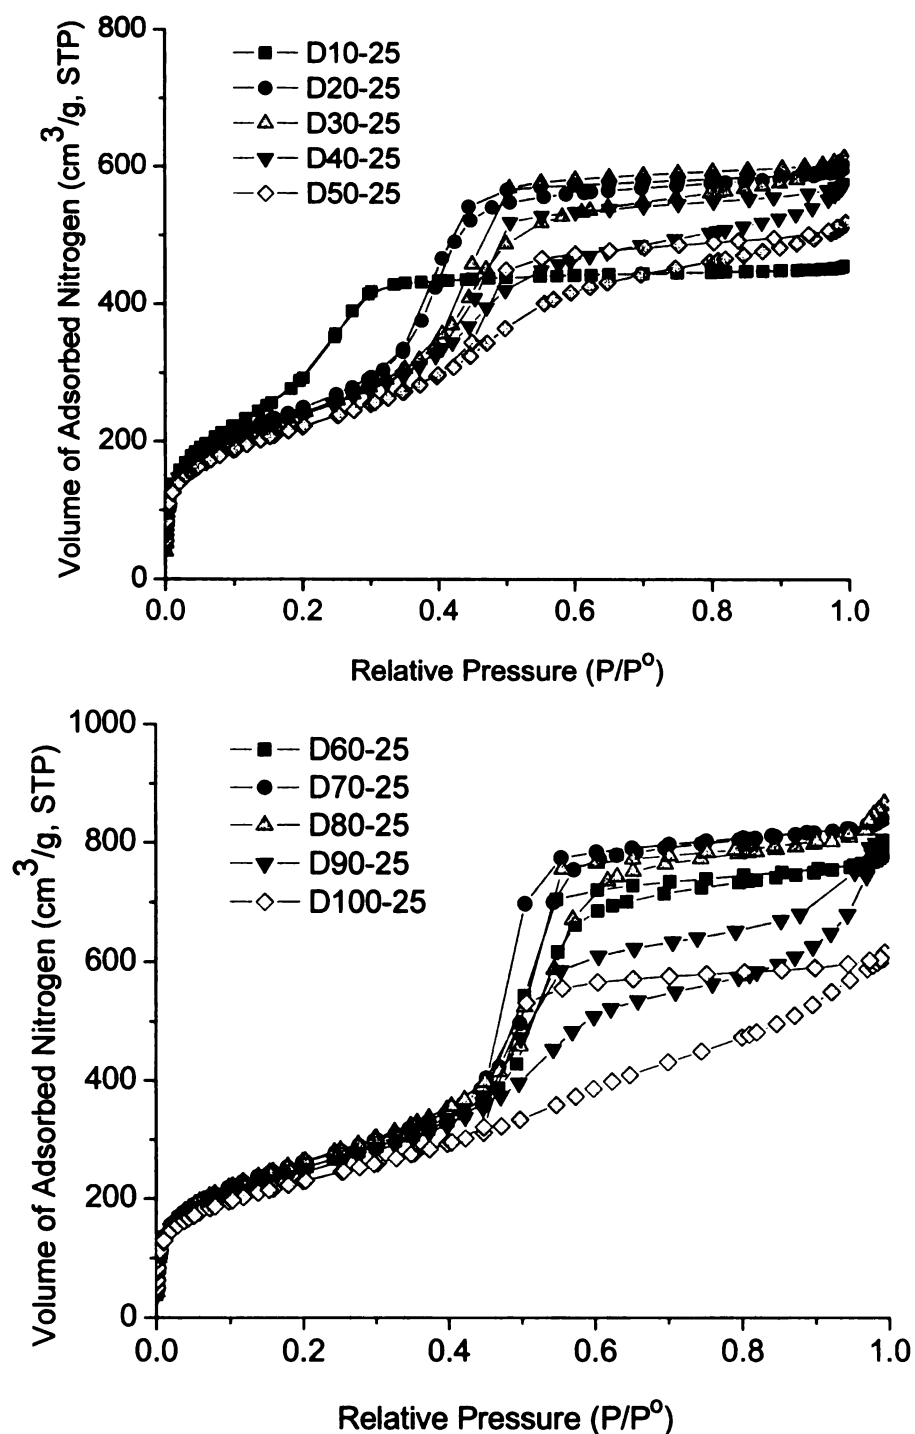 800
600
400
200
0
Volume of Adsorbed Nitrogen (cm³/g, STP)
D10-25
D20-25
D30-25
D40-25
D50-25
0.0 0.2 0.4 0.6 0.8 1.0
Relative Pressure (P/Pº)
1000
800
600
400
200
0
Volume of Adsorbed Nitrogen (cm³/g, STP)
D60-25
D70-25
D80-25
D90-25
D100-25
0.0 0.2 0.4 0.6 0.8 1.0
Relative Pressure (P/Pº)